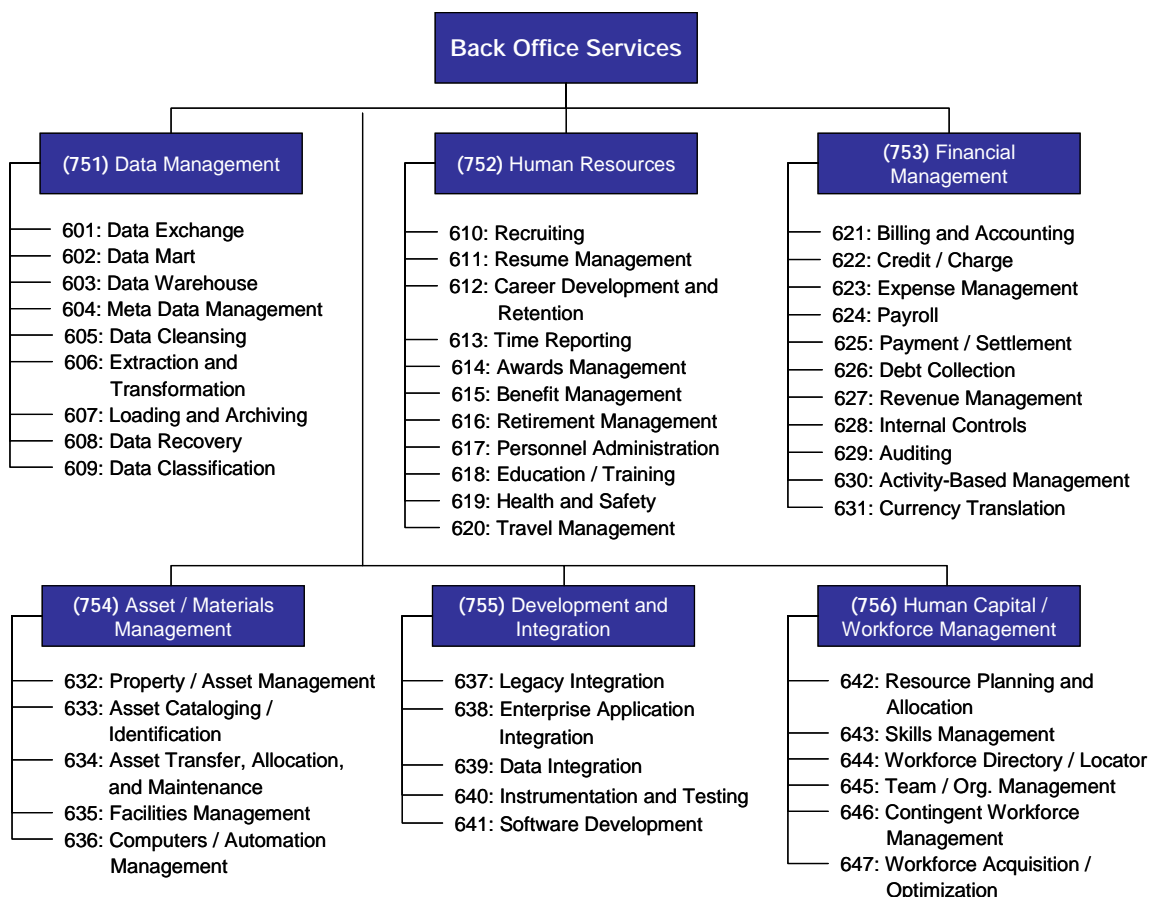 Back Office Services
(751) Data Management
601: Data Exchange
602: Data Mart
603: Data Warehouse
604: Meta Data Management
605: Data Cleansing
606: Extraction and
Transformation
607: Loading and Archiving
608: Data Recovery
609: Data Classification
(752) Human Resources
610: Recruiting
611: Resume Management
612: Career Development and
Retention
613: Time Reporting
614: Awards Management
615: Benefit Management
616: Retirement Management
617: Personnel Administration
618: Education / Training
619: Health and Safety
620: Travel Management
(753) Financial
Management
621: Billing and Accounting
622: Credit / Charge
623: Expense Management
624: Payroll
625: Payment / Settlement
626: Debt Collection
627: Revenue Management
628: Internal Controls
629: Auditing
630: Activity-Based Management
631: Currency Translation
(754) Asset / Materials
Management
632: Property / Asset Management
633: Asset Cataloging /
Identification
634: Asset Transfer, Allocation,
and Maintenance
635: Facilities Management
636: Computers / Automation
Management
(755) Development and
Integration
637: Legacy Integration
638: Enterprise Application
Integration
639: Data Integration
640: Instrumentation and Testing
641: Software Development
(756) Human Capital /
Workforce Management
642: Resource Planning and
Allocation
643: Skills Management
644: Workforce Directory / Locator
645: Team / Org. Management
646: Contingent Workforce
Management
647: Workforce Acquisition /
Optimization